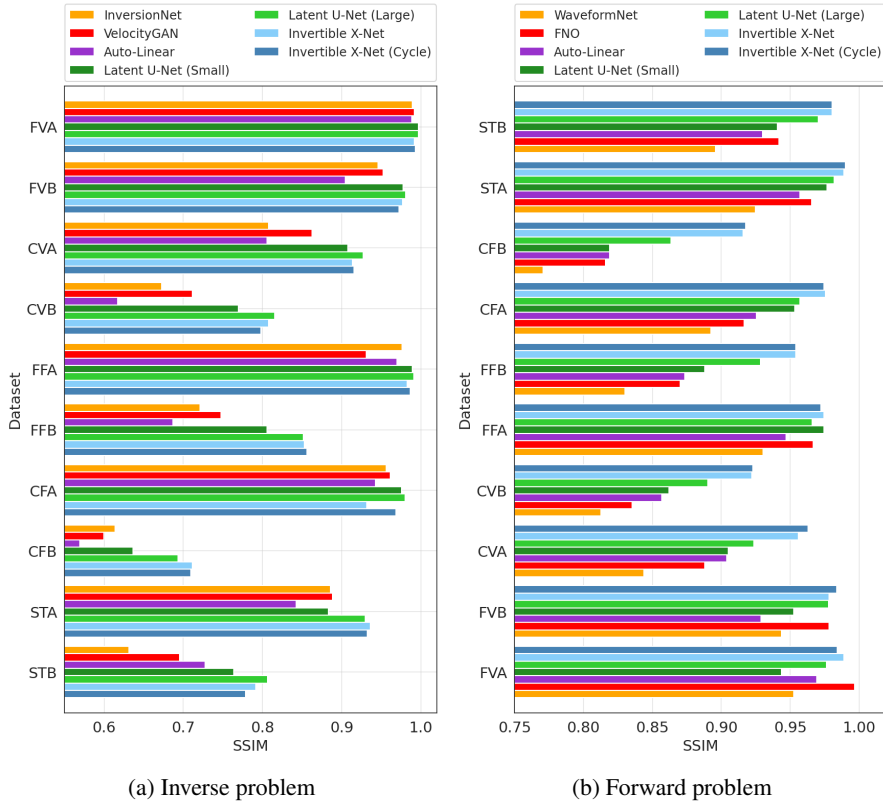 InversionNet
VelocityGAN
Auto-Linear
Latent U-Net (Small)
Latent U-Net (Large)
Invertible X-Net
Invertible X-Net (Cycle)
Dataset
FVA
FVB
CVA
CVB
FFA
FFB
CFA
CFB
STA
STB
0.6 0.7 0.8 0.9 1.0
SSIM
(a) Inverse problem
WaveformNet
FNO
Auto-Linear
Latent U-Net (Small)
Latent U-Net (Large)
Invertible X-Net
Invertible X-Net (Cycle)
Dataset
STB
STA
CFB
CFA
FFB
FFA
CVB
CVA
FVB
FVA
0.75 0.80 0.85 0.90 0.95 1.00
SSIM
(b) Forward problem